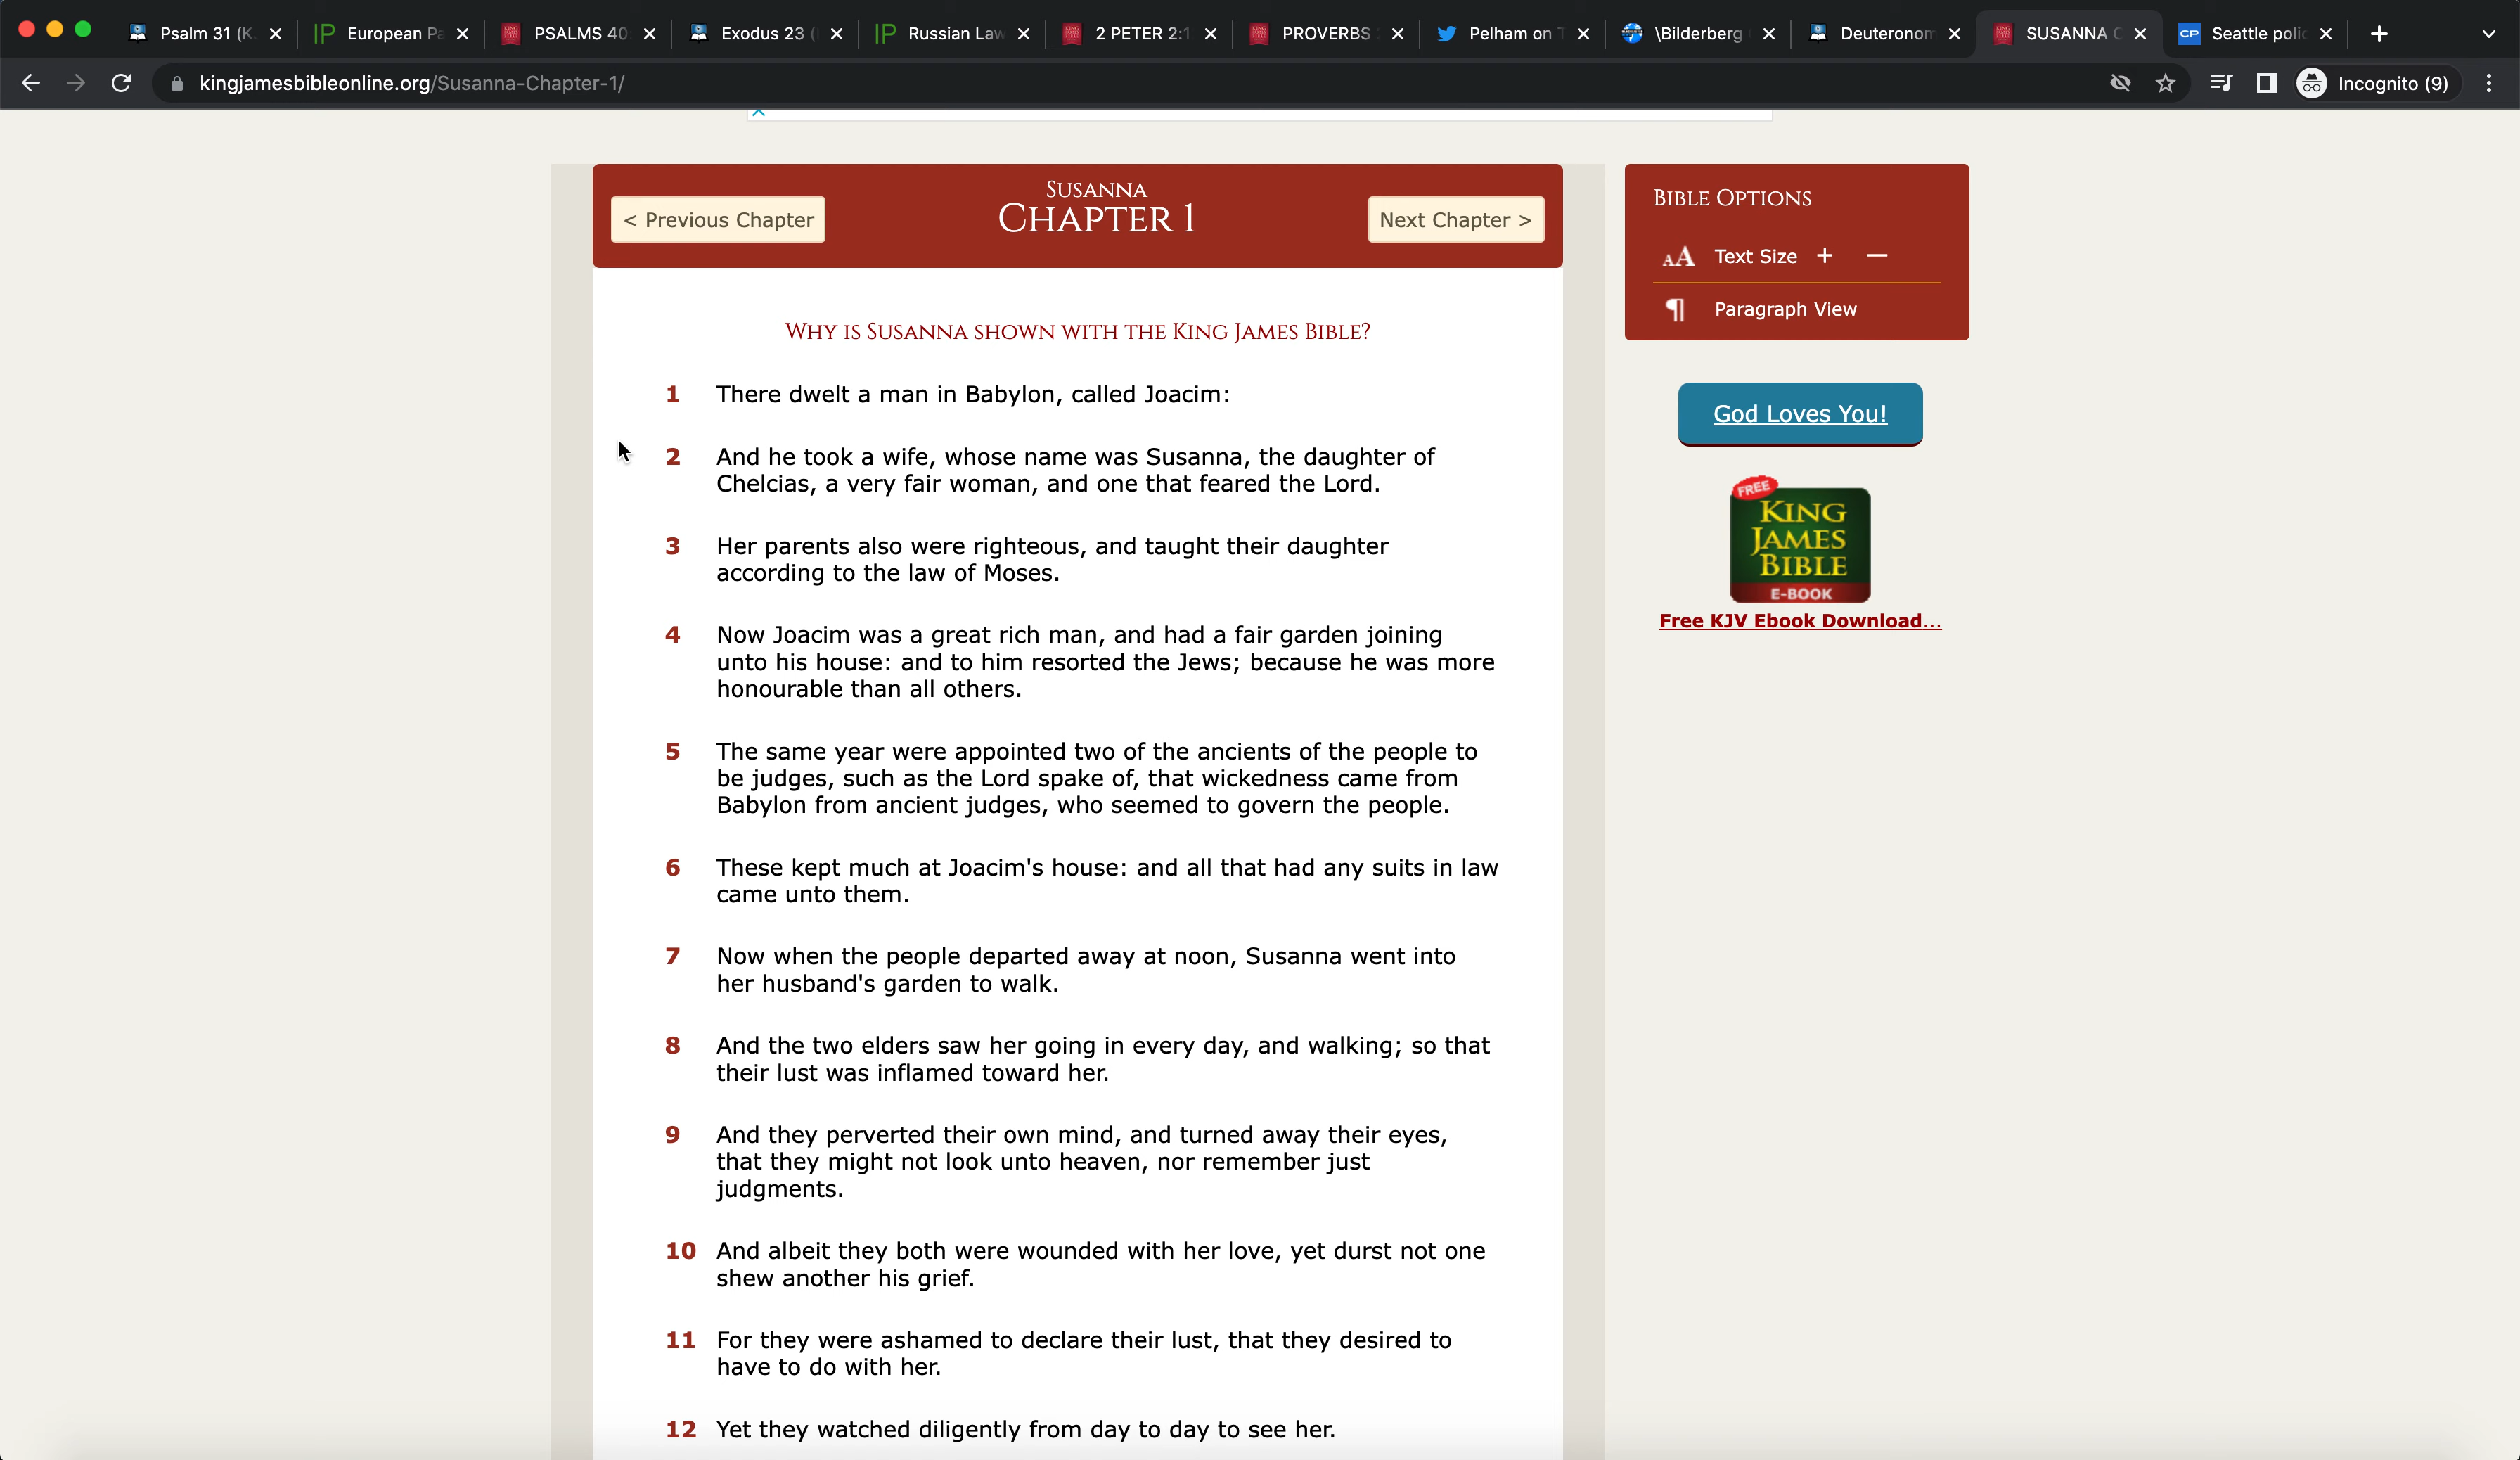 Psalm 31 (K
European Pa
PSALMS 40
Exodus 23 (
Russian Law
2 PETER 2:1
PROVERBS
Pelham on T
\Bilderberg
Deuteronom
SUSANNA C
CP Seattle polic
kingjamesbibleonline.org/Susanna-Chapter-1/
Incognito (9)
< Previous Chapter
Susanna
Chapter 1
Next Chapter >
Why is Susanna shown with the King James Bible?
1 There dwelt a man in Babylon, called Joacim:
2 And he took a wife, whose name was Susanna, the daughter of
Chelcias, a very fair woman, and one that feared the Lord.
3 Her parents also were righteous, and taught their daughter
according to the law of Moses.
4 Now Joacim was a great rich man, and had a fair garden joining
unto his house: and to him resorted the Jews; because he was more
honourable than all others.
5 The same year were appointed two of the ancients of the people to
be judges, such as the Lord spake of, that wickedness came from
Babylon from ancient judges, who seemed to govern the people.
6 These kept much at Joacim's house: and all that had any suits in law
came unto them.
7 Now when the people departed away at noon, Susanna went into
her husband's garden to walk.
8 And the two elders saw her going in every day, and walking; so that
their lust was inflamed toward her.
9 And they perverted their own mind, and turned away their eyes,
that they might not look unto heaven, nor remember just
judgments.
10 And albeit they both were wounded with her love, yet durst not one
shew another his grief.
11 For they were ashamed to declare their lust, that they desired to
have to do with her.
12 Yet they watched diligently from day to day to see her.
Bible Options
AA Text Size + —
¶ Paragraph View
God Loves You!
FREE
King
James
Bible
E-BOOK
Free KJV Ebook Download...